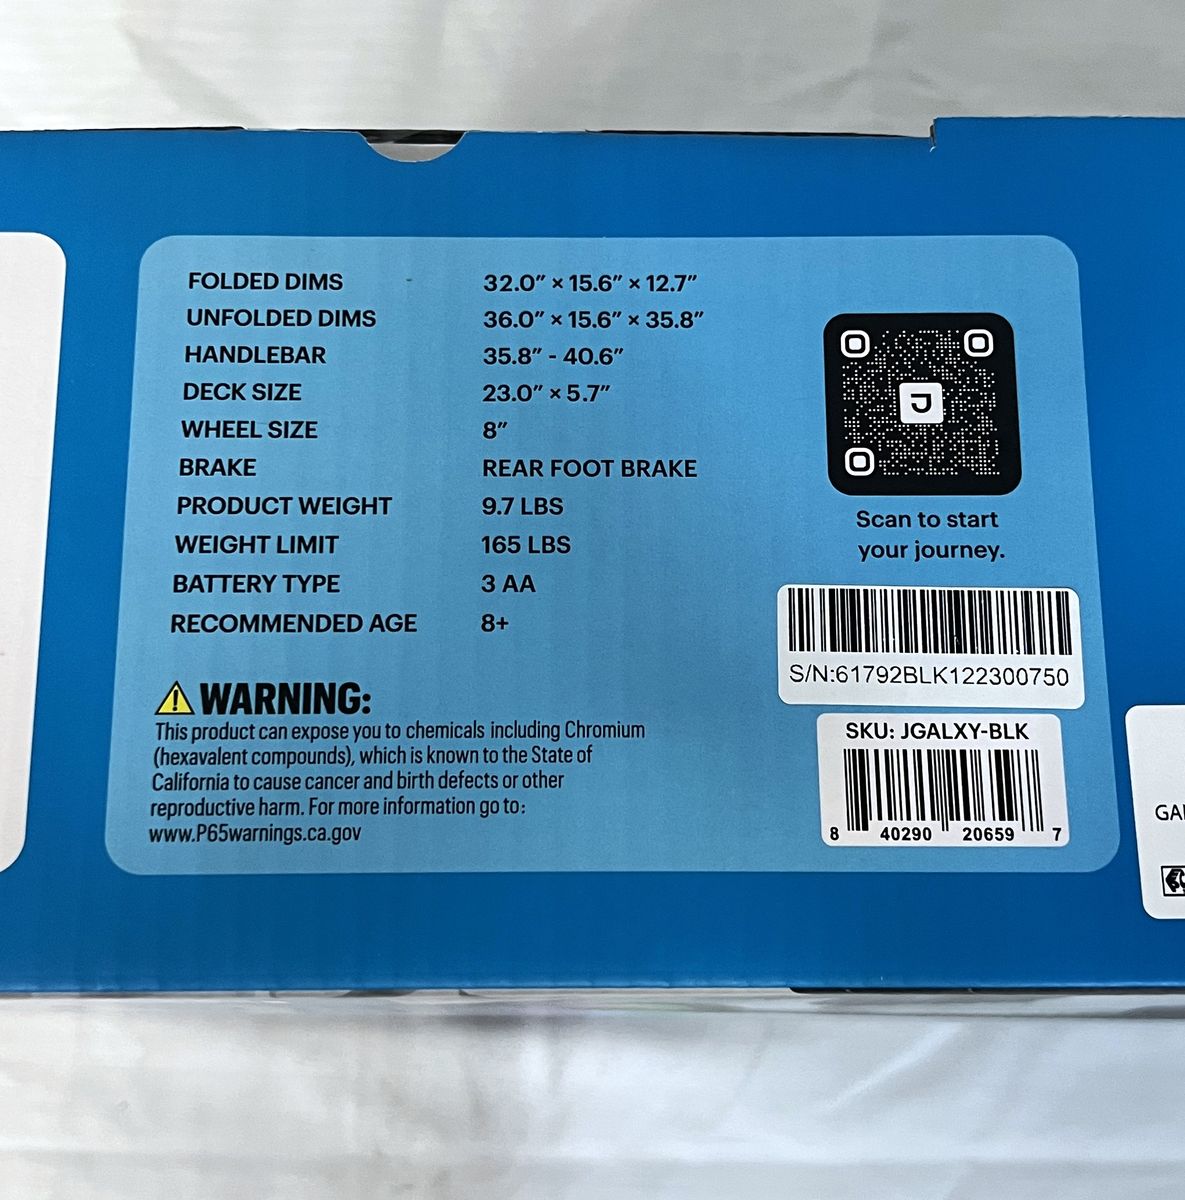 FOLDED DIMS 32.0” × 15.6” × 12.7”
UNFOLDED DIMS 36.0” × 15.6” × 35.8”
HANDLEBAR 35.8” - 40.6”
DECK SIZE 23.0” × 5.7”
WHEEL SIZE 8”
BRAKE REAR FOOT BRAKE
PRODUCT WEIGHT 9.7 LBS
WEIGHT LIMIT 165 LBS
BATTERY TYPE 3 AA
RECOMMENDED AGE 8+
WARNING:
This product can expose you to chemicals including Chromium
(hexavalent compounds), which is known to the State of
California to cause cancer and birth defects or other
reproductive harm. For more information go to:
www.P65warnings.ca.gov
Scan to start
your journey.
S/N:61792BLK122300750
SKU: JGALXY-BLK
8 40290 20659 7